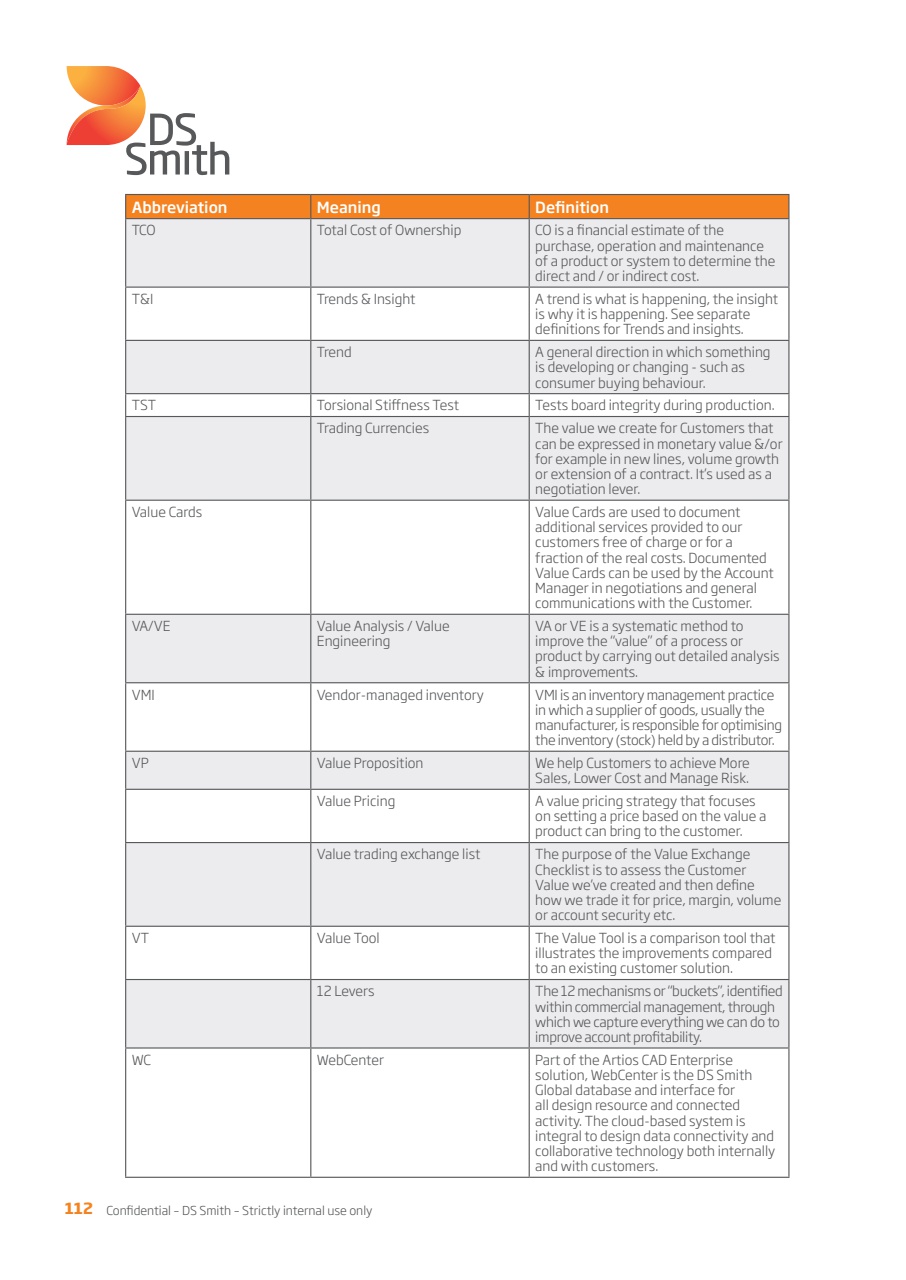 DS
Smith
Abbreviation Meaning Definition
TCO Total Cost of Ownership CO is a financial estimate of the
purchase, operation and maintenance
of a product or system to determine the
direct and / or indirect cost.
T&I Trends & Insight A trend is what is happening, the insight
is why it is happening. See separate
definitions for Trends and insights.
Trend A general direction in which something
is developing or changing - such as
consumer buying behaviour.
TST Torsional Stiffness Test Tests board integrity during production.
Trading Currencies The value we create for Customers that
can be expressed in monetary value &/or
for example in new lines, volume growth
or extension of a contract. It's used as a
negotiation lever.
Value Cards Value Cards are used to document
additional services provided to our
customers free of charge or for a
fraction of the real costs. Documented
Value Cards can be used by the Account
Manager in negotiations and general
communications with the Customer.
VA/VE Value Analysis / Value VA or VE is a systematic method to
Engineering improve the "value" of a process or
product by carrying out detailed analysis
& improvements.
VMI Vendor-managed inventory VMI is an inventory management practice
in which a supplier of goods, usually the
manufacturer, is responsible for optimising
the inventory (stock) held by a distributor.
VP Value Proposition We help Customers to achieve More
Sales, Lower Cost and Manage Risk.
Value Pricing A value pricing strategy that focuses
on setting a price based on the value a
product can bring to the customer.
Value trading exchange list The purpose of the Value Exchange
Checklist is to assess the Customer
Value we've created and then define
how we trade it for price, margin, volume
or account security etc.
VT Value Tool The Value Tool is a comparison tool that
illustrates the improvements compared
to an existing customer solution.
12 Levers The 12 mechanisms or "buckets", identified
within commercial management, through
which we capture everything we can do to
improve account profitability.
WC WebCenter Part of the Artios CAD Enterprise
solution, WebCenter is the DS Smith
Global database and interface for
all design resource and connected
activity. The cloud-based system is
integral to design data connectivity and
collaborative technology both internally
and with customers.
112 Confidential – DS Smith – Strictly internal use only